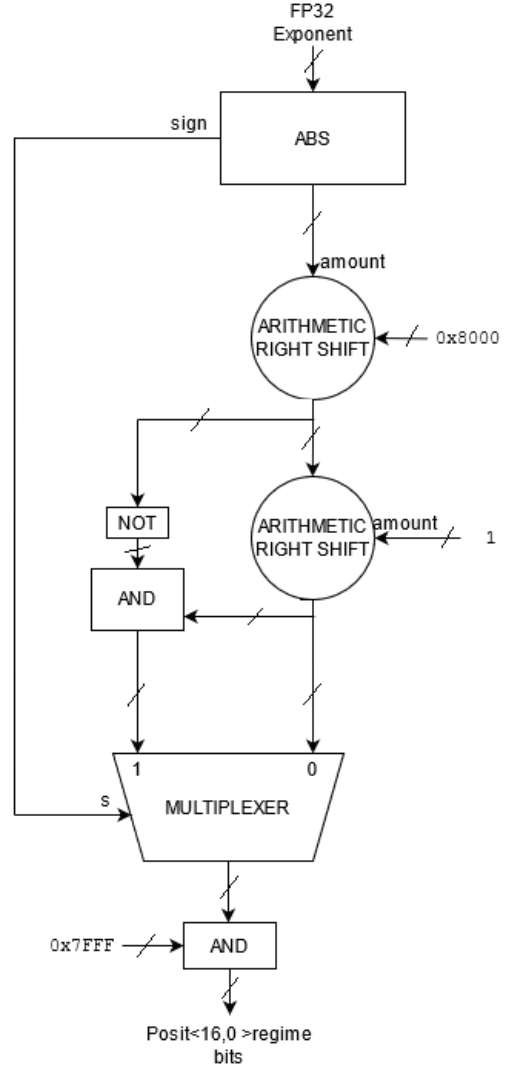 FP32
Exponent
sign
ABS
amount
ARITHMETIC
RIGHT SHIFT
0x8000
NOT
ARITHMETIC
RIGHT SHIFT
amount
1
AND
1
0
s
MULTIPLEXER
0x7FFF
AND
Posit<16,0 >regime
bits